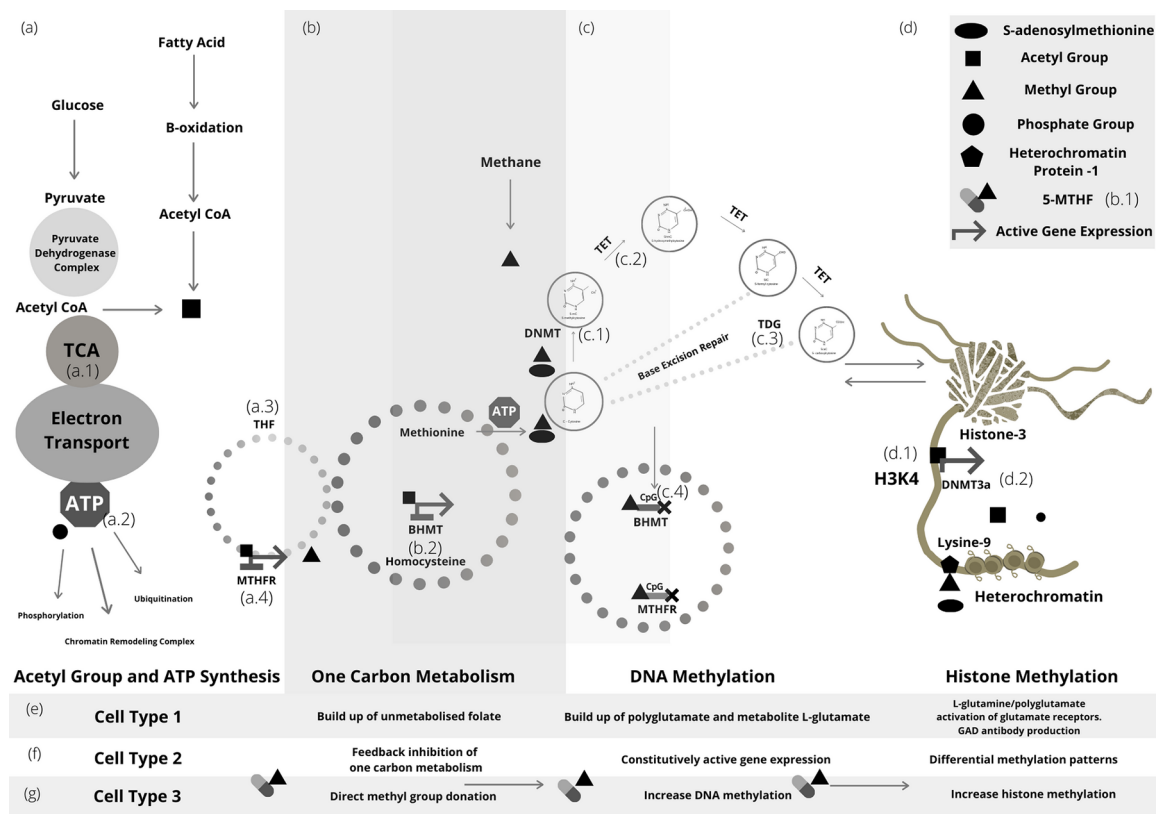 (a)
Fatty Acid
Glucose
B-oxidation
Pyruvate
Acetyl CoA
Pyruvate
Dehydrogenase
Complex
Acetyl CoA
TCA
(a.1)
Electron
Transport
ATP
(a.2)
Phosphorylation
Ubiquitination
Chromatin Remodeling Complex
(a.3)
THF
MTHFR
(a.4)
(b)
Methane
Methionine
ATP
BHMT
(b.2)
Homocysteine
(c)
DNMT
(c.1)
TET
(c.2)
TET
TET
TDG
(c.3)
Base Excision Repair
CpG
(c.4)
BHMT
CpG
MTHFR
(d)
S-adenosylmethionine
Acetyl Group
Methyl Group
Phosphate Group
Heterochromatin
Protein -1
5-MTHF (b.1)
Active Gene Expression
Histone-3
(d.1)
H3K4
DNMT3a
(d.2)
Lysine-9
Heterochromatin
Acetyl Group and ATP Synthesis
One Carbon Metabolism
DNA Methylation
Histone Methylation
(e)
Cell Type 1
Build up of unmetabolised folate
Build up of polyglutamate and metabolite L-glutamate
L-glutamine/polyglutamate
activation of glutamate receptors.
GAD antibody production
(f)
Cell Type 2
Feedback inhibition of
one carbon metabolism
Constitutively active gene expression
Differential methylation patterns
(g)
Cell Type 3
Direct methyl group donation
Increase DNA methylation
Increase histone methylation